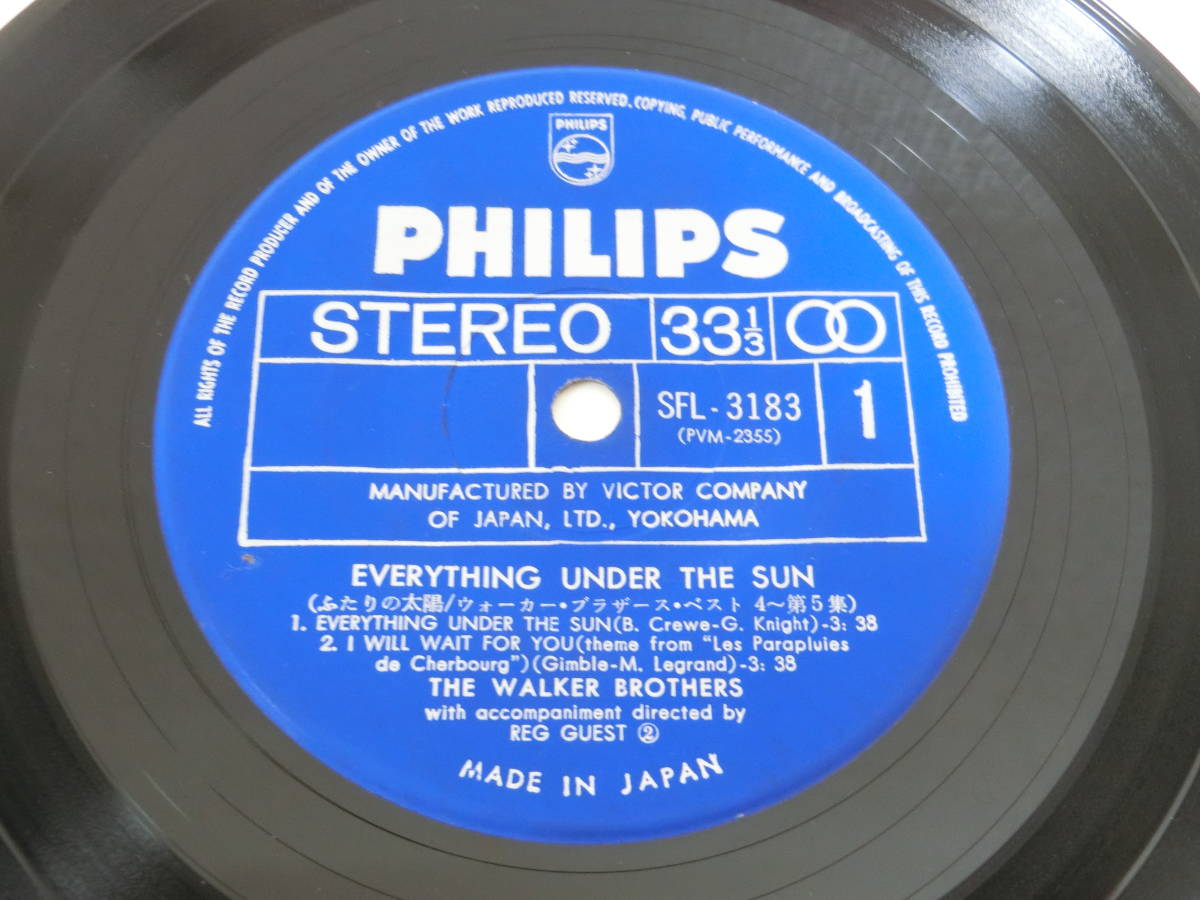 ALL RIGHTS OF THE RECORD PRODUCER AND OF THE OWNER OF THE WORK REPRODUCED RESERVED. COPYING, PUBLIC PERFORMANCE AND BROADCASTING OF THIS RECORD PROHIBITED
PHILIPS
PHILIPS
STEREO 33 1/3
SFL-3183 1
(PVM-2355)
MANUFACTURED BY VICTOR COMPANY
OF JAPAN, LTD., YOKOHAMA
EVERYTHING UNDER THE SUN
(ふたりの太陽/ウォーカー・ブラザース・ベスト 4〜第5集)
1. EVERYTHING UNDER THE SUN(B. Crewe-G. Knight)-3: 38
2. I WILL WAIT FOR YOU(theme from "Les Parapluies
de Cherbourg")(Gimble-M. Legrand)-3: 38
THE WALKER BROTHERS
with accompaniment directed by
REG GUEST ②
MADE IN JAPAN